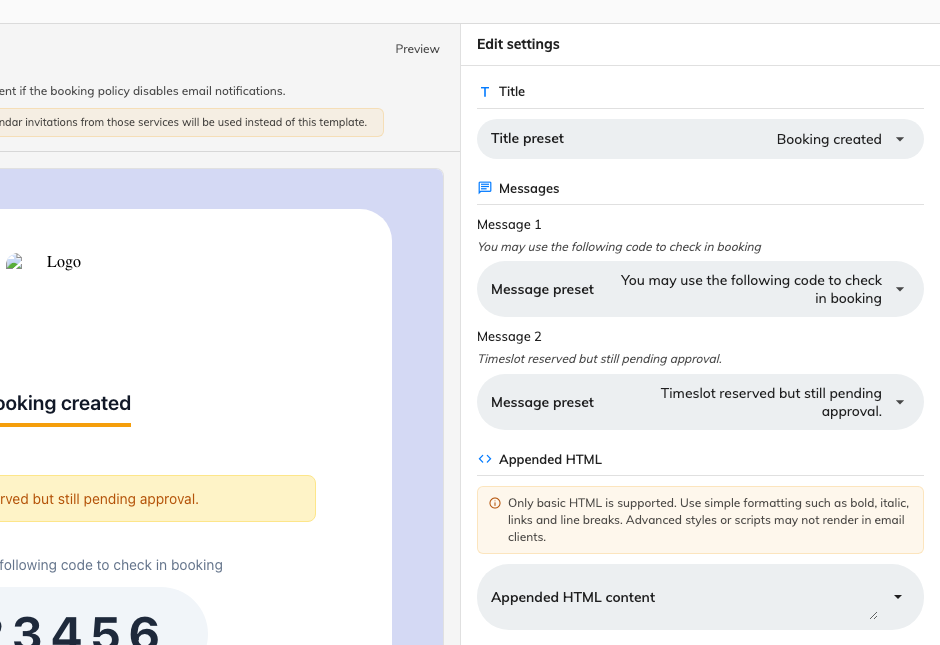 Preview
ent if the booking policy disables email notifications.
ndar invitations from those services will be used instead of this template.
Logo
ooking created
rved but still pending approval.
following code to check in booking
3456
Edit settings
Title
Title preset
Booking created
Messages
Message 1
You may use the following code to check in booking
Message preset
You may use the following code to check
in booking
Message 2
Timeslot reserved but still pending approval.
Message preset
Timeslot reserved but still pending
approval.
Appended HTML
Only basic HTML is supported. Use simple formatting such as bold, italic,
links and line breaks. Advanced styles or scripts may not render in email
clients.
Appended HTML content